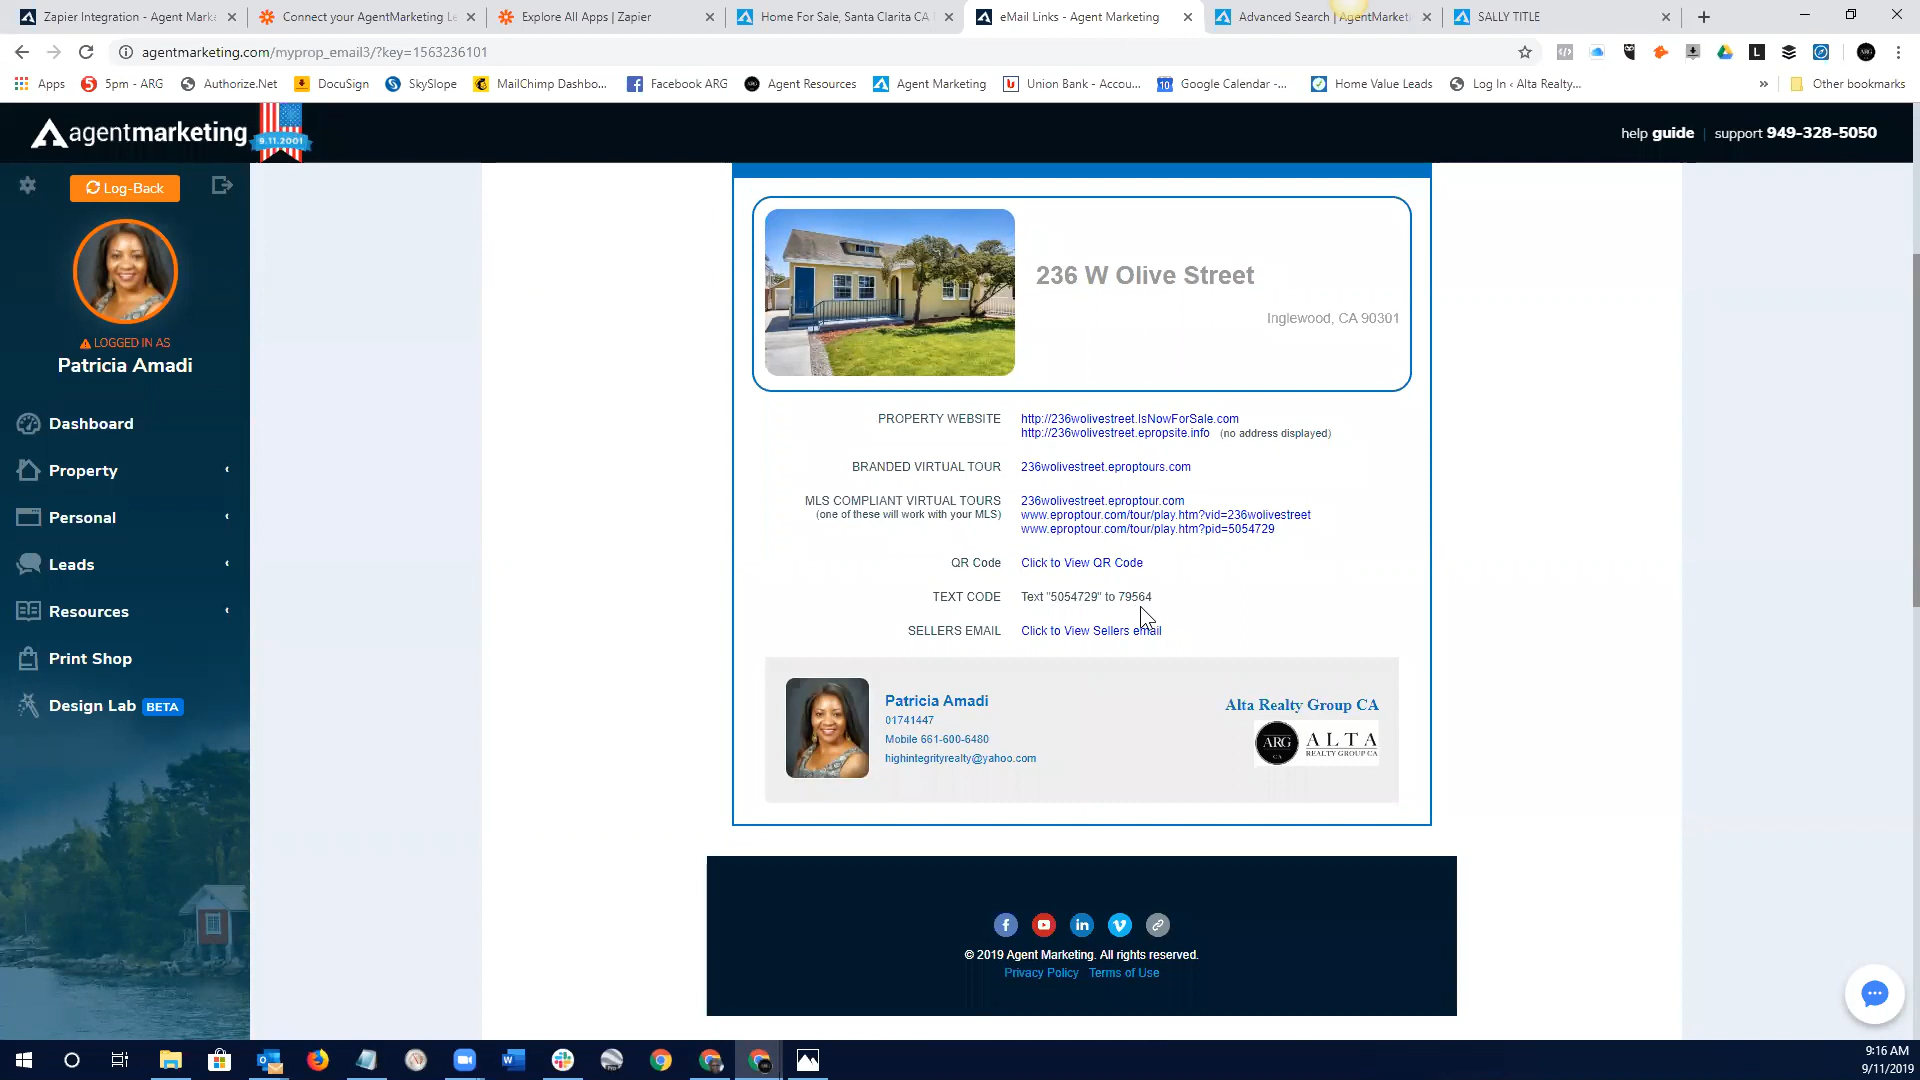 Zapier Integration - Agent Marke
Connect your AgentMarketing Le
Explore All Apps | Zapier
Home For Sale, Santa Clarita CA
eMail Links - Agent Marketing
Advanced Search | AgentMarketi
SALLY TITLE
agentmarketing.com/myprop_email3/?key=1563236101
Apps
5pm - ARG
Authorize.Net
DocuSign
SkySlope
MailChimp Dashbo...
Facebook ARG
Agent Resources
Agent Marketing
Union Bank - Accou...
Google Calendar -...
Home Value Leads
Log In ‹ Alta Realty...
»
Other bookmarks
agentmarketing
9.11.2001
help guide | support 949-328-5050
Log-Back
LOGGED IN AS
Patricia Amadi
Dashboard
Property
Personal
Leads
Resources
Print Shop
Design Lab BETA
236 W Olive Street
Inglewood, CA 90301
PROPERTY WEBSITE http://236wolivestreet.IsNowForSale.com
http://236wolivestreet.epropsite.info (no address displayed)
BRANDED VIRTUAL TOUR 236wolivestreet.eproptours.com
MLS COMPLIANT VIRTUAL TOURS 236wolivestreet.eproptour.com
(one of these will work with your MLS) www.eproptour.com/tour/play.htm?vid=236wolivestreet
www.eproptour.com/tour/play.htm?pid=5054729
QR Code Click to View QR Code
TEXT CODE Text "5054729" to 79564
SELLERS EMAIL Click to View Sellers email
Patricia Amadi
01741447
Mobile 661-600-6480
highintegrityrealty@yahoo.com
Alta Realty Group CA
ARG
CA
ALTA
REALTY GROUP CA
© 2019 Agent Marketing. All rights reserved.
Privacy Policy Terms of Use
9:16 AM
9/11/2019